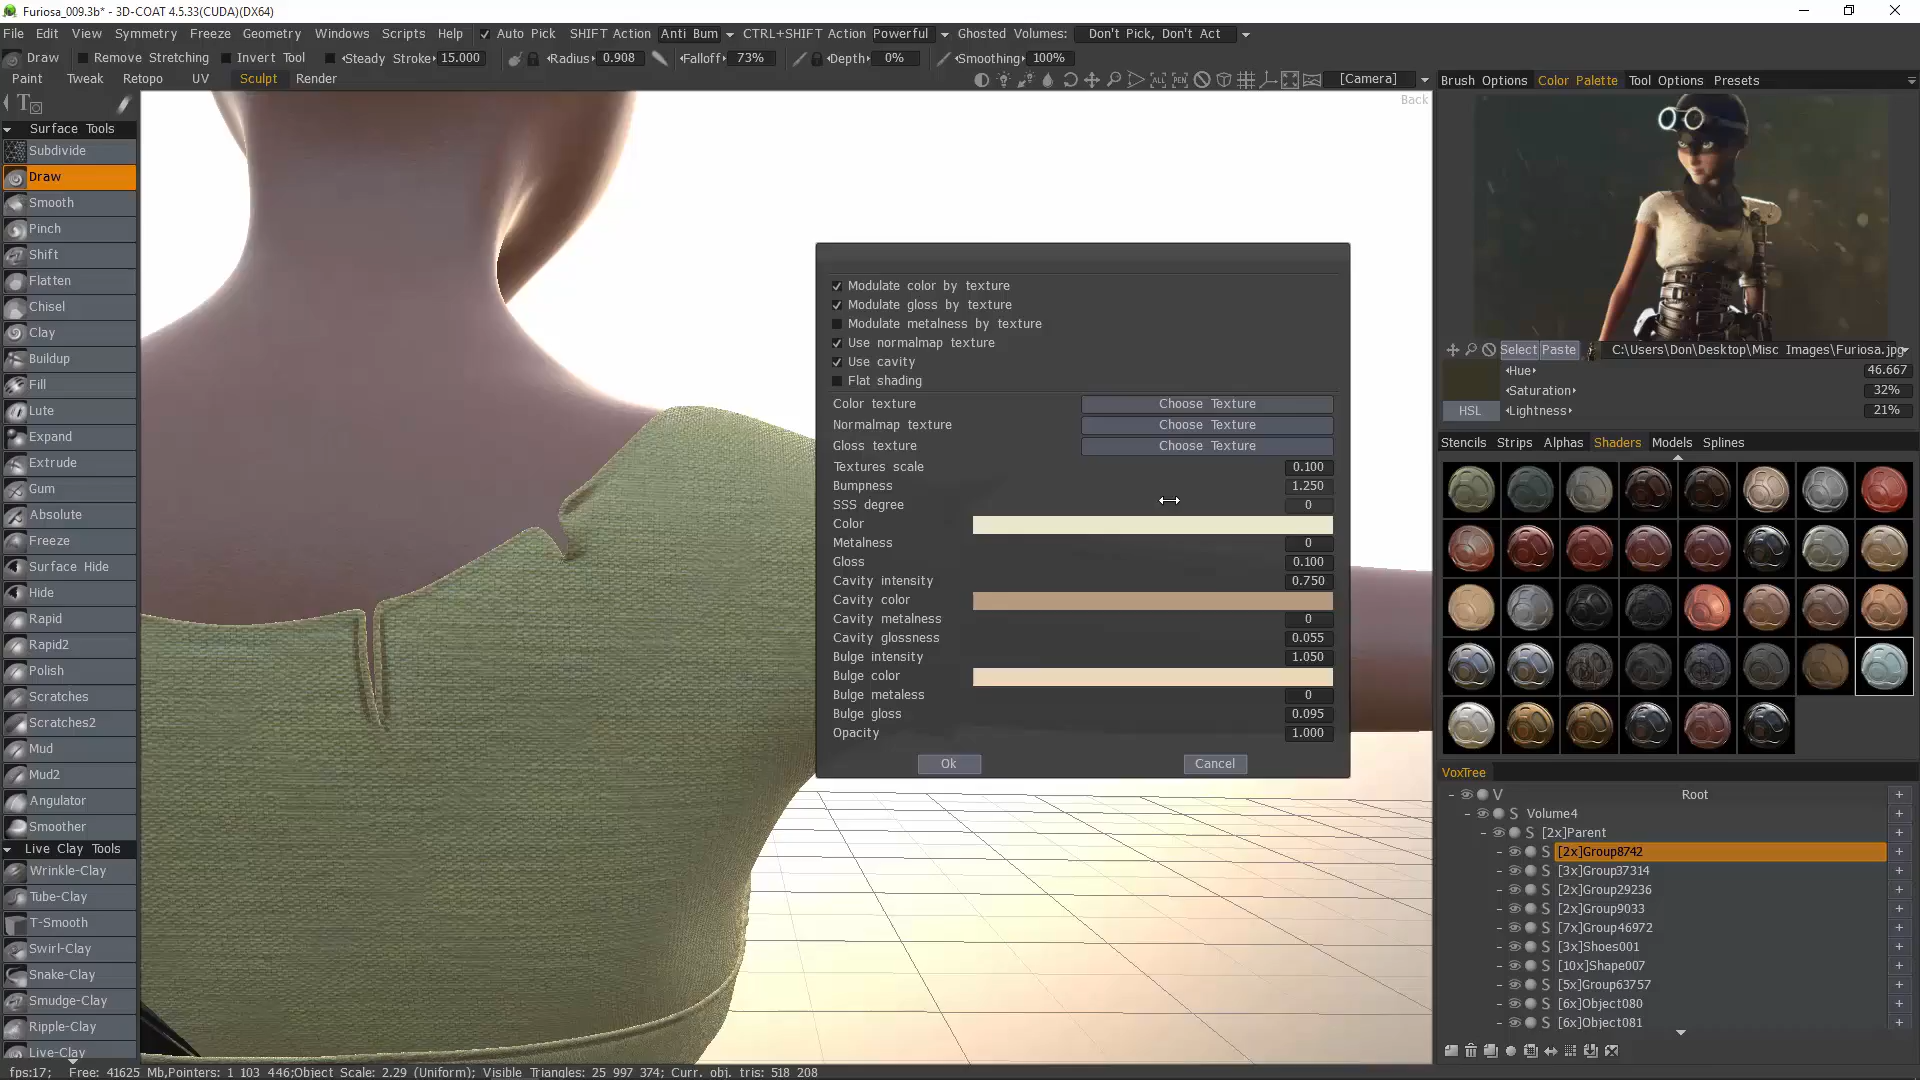 Furiosa_009.3b* - 3D-COAT 4.5.33(CUDA)(DX64)
File Edit View Symmetry Freeze Geometry Windows Scripts Help Auto Pick SHIFT Action Anti Bum CTRL+SHIFT Action Powerful Ghosted Volumes: Don't Pick, Don't Act
Draw Remove Stretching Invert Tool Steady Stroke 15.000 Radius 0.908 Falloff 73% Depth 0% Smoothing 100%
Paint Tweak Retopo UV Sculpt Render [Camera]
Back
Surface Tools
Subdivide
Draw
Smooth
Pinch
Shift
Flatten
Chisel
Clay
Buildup
Fill
Lute
Expand
Extrude
Gum
Absolute
Freeze
Surface Hide
Hide
Rapid
Rapid2
Polish
Scratches
Scratches2
Mud
Mud2
Angulator
Smoother
Live Clay Tools
Wrinkle-Clay
Tube-Clay
T-Smooth
Swirl-Clay
Snake-Clay
Smudge-Clay
Ripple-Clay
Live-Clay
Modulate color by texture
Modulate gloss by texture
Modulate metalness by texture
Use normalmap texture
Use cavity
Flat shading
Color texture Choose Texture
Normalmap texture Choose Texture
Gloss texture Choose Texture
Textures scale 0.100
Bumpness 1.250
SSS degree 0
Color
Metalness 0
Gloss 0.100
Cavity intensity 0.750
Cavity color
Cavity metalness 0
Cavity glossness 0.055
Bulge intensity 1.050
Bulge color
Bulge metaless 0
Bulge gloss 0.095
Opacity 1.000
Ok Cancel
Brush Options Color Palette Tool Options Presets
Select Paste C:\Users\Don\Desktop\Misc Images\Furiosa.jpg
Hue 46.667
Saturation 32%
HSL Lightness 21%
Stencils Strips Alphas Shaders Models Splines
VoxTree
V Root +
S Volume4 +
S [2x]Parent +
S [2x]Group8742 +
S [3x]Group37314 +
S [2x]Group29236 +
S [2x]Group9033 +
S [7x]Group46972 +
S [3x]Shoes001 +
S [10x]Shape007 +
S [5x]Group63757 +
S [6x]Object080 +
S [6x]Object081 +
fps:17; Free: 41625 Mb,Pointers: 1 103 446;Object Scale: 2.29 (Uniform); Visible Triangles: 25 997 374; Curr. obj. tris: 518 208